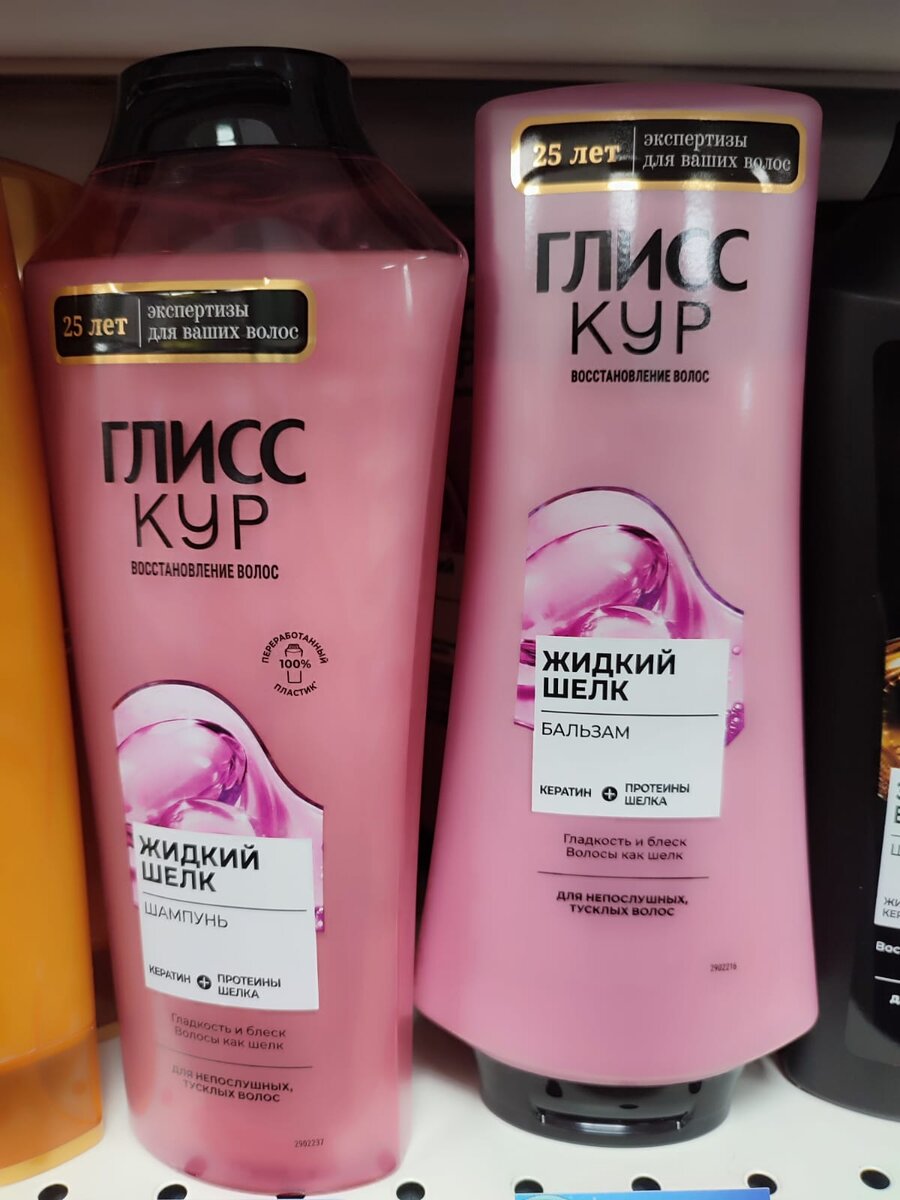 25 лет
экспертизы
для ваших волос
ГЛИСС
КУР
ВОССТАНОВЛЕНИЕ ВОЛОС
ПЕРЕРАБОТАННЫЙ
100%
ПЛАСТИК*
ЖИДКИЙ
ШЕЛК
ШАМПУНЬ
КЕРАТИН + ПРОТЕИНЫ
ШЕЛКА
Гладкость и блеск
Волосы как шелк
ДЛЯ НЕПОСЛУШНЫХ,
ТУСКЛЫХ ВОЛОС
2902237
25 лет
экспертизы
для ваших волос
ГЛИСС
КУР
ВОССТАНОВЛЕНИЕ ВОЛОС
ЖИДКИЙ
ШЕЛК
БАЛЬЗАМ
КЕРАТИН + ПРОТЕИНЫ
ШЕЛКА
Гладкость и блеск
Волосы как шелк
ДЛЯ НЕПОСЛУШНЫХ,
ТУСКЛЫХ ВОЛОС
2902216